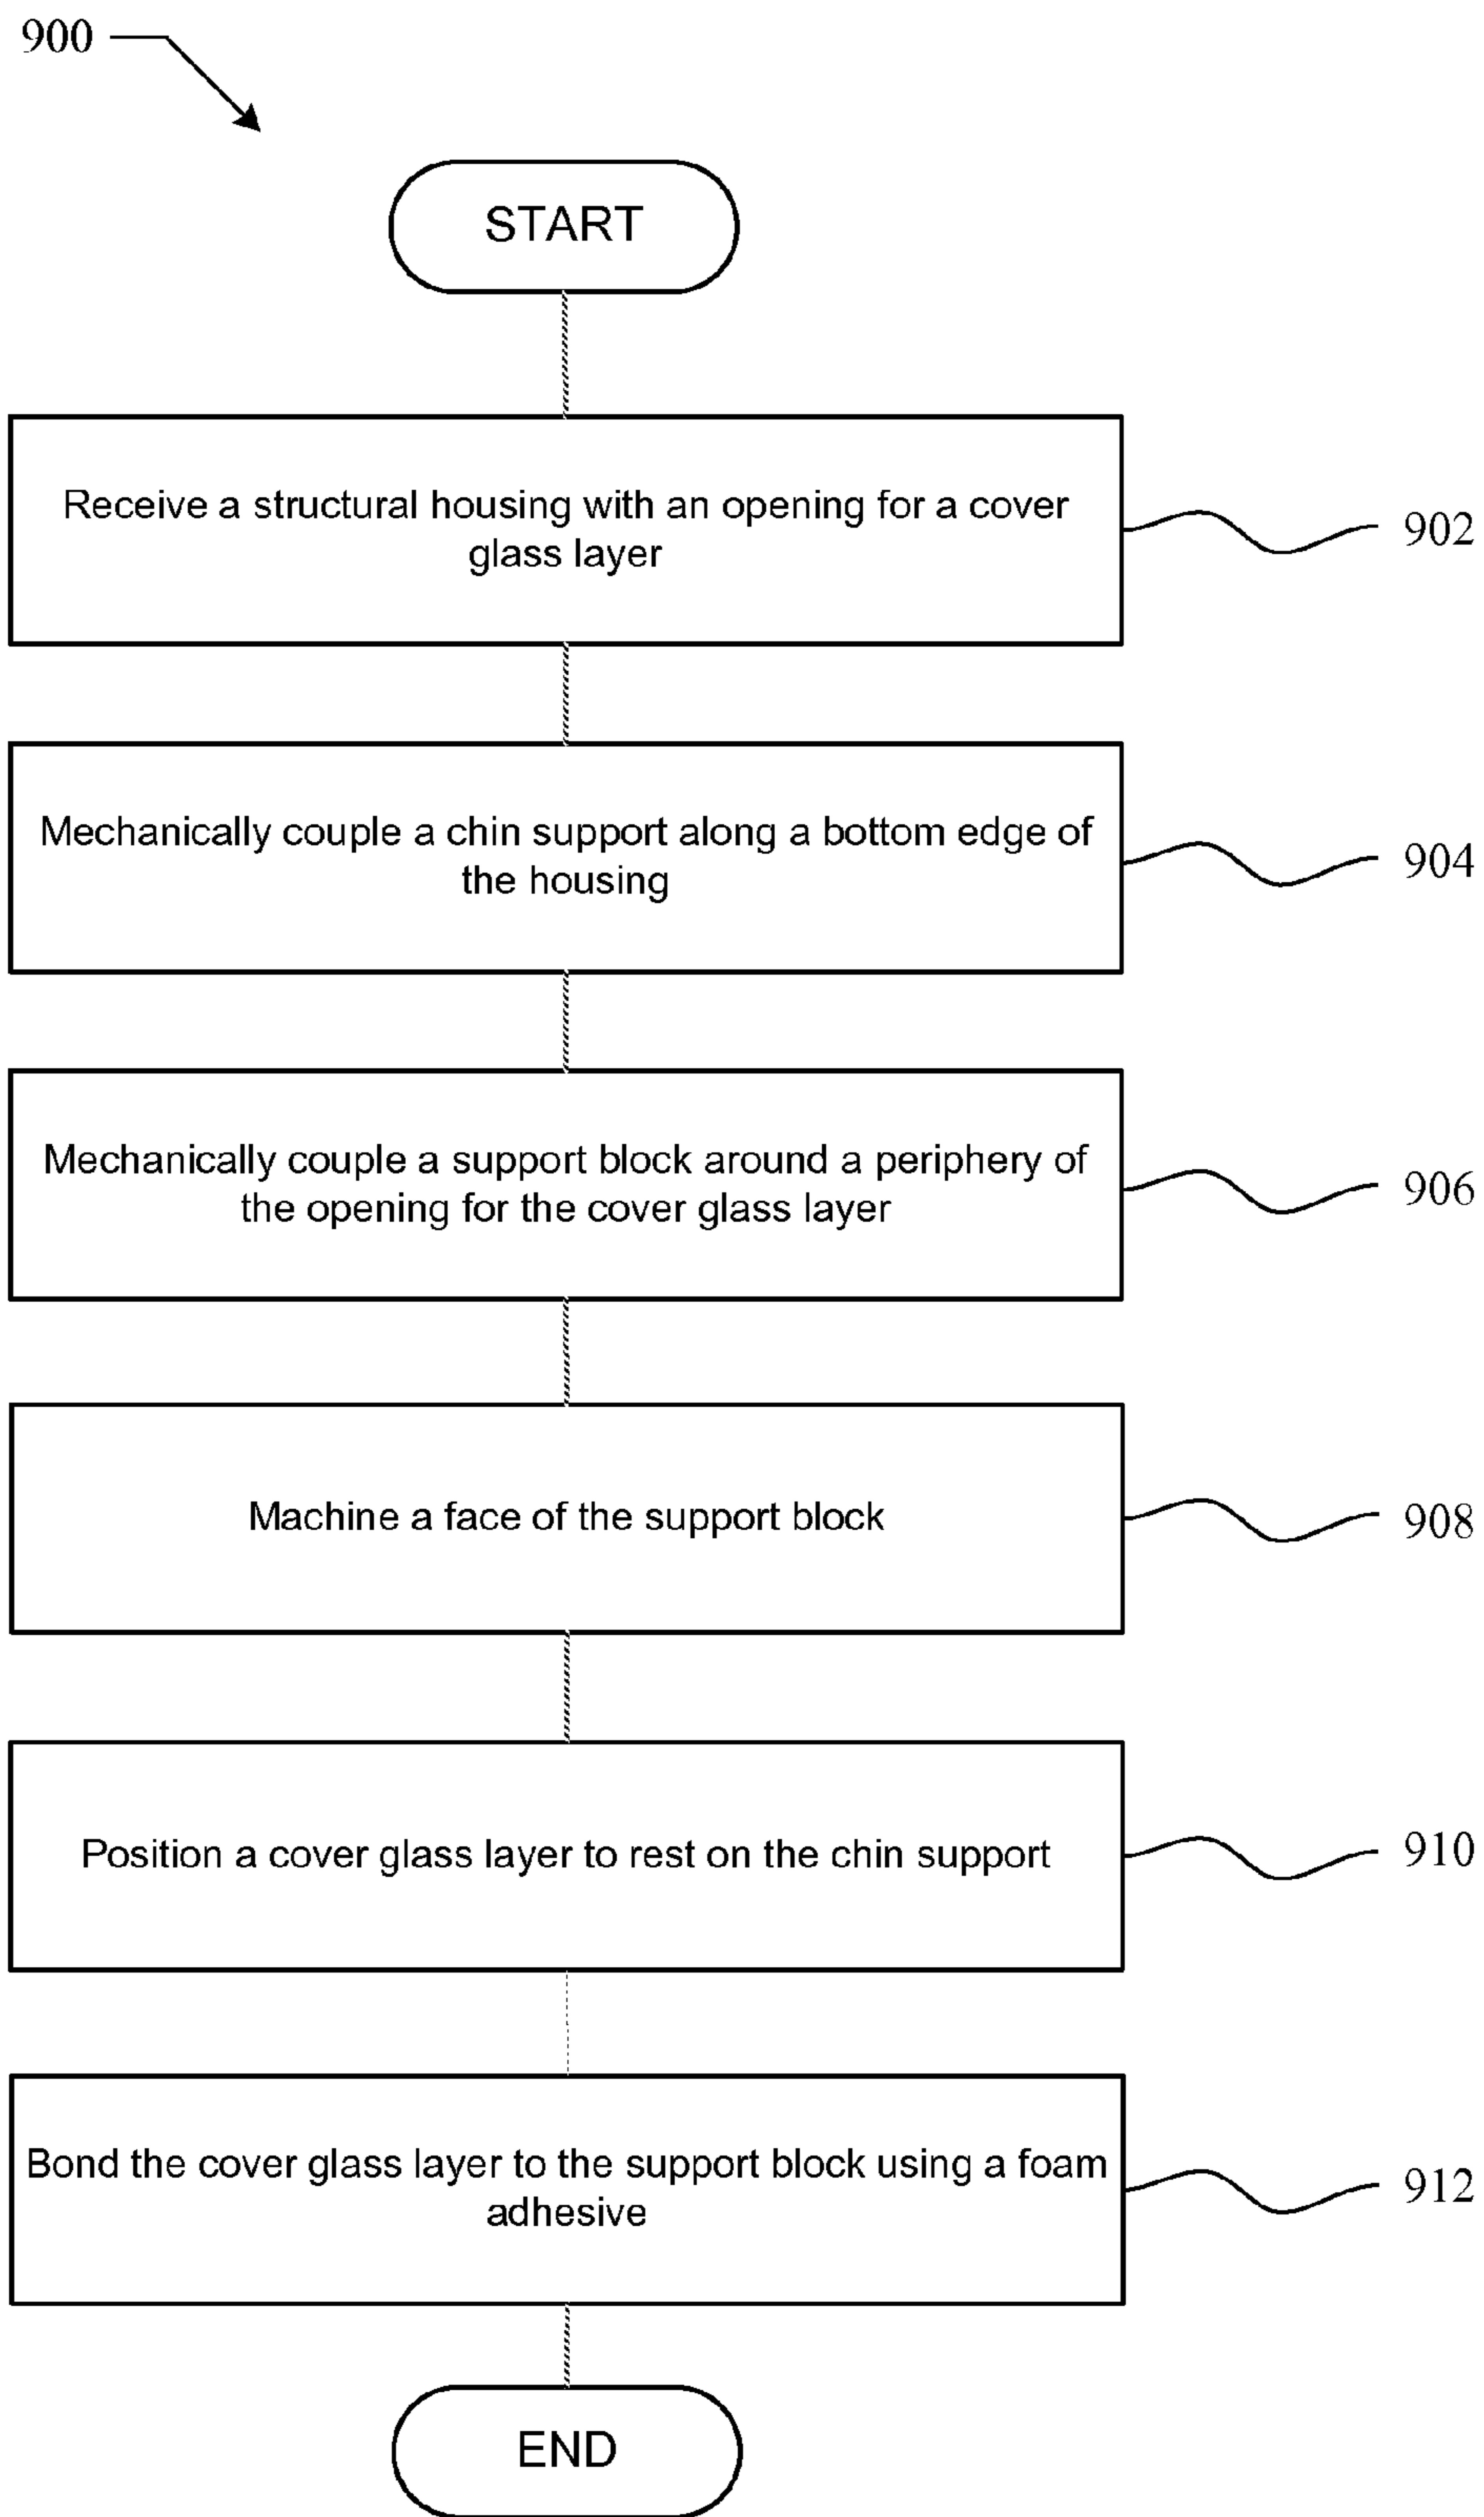 900
START
Receive a structural housing with an opening for a cover
glass layer
902
Mechanically couple a chin support along a bottom edge of
the housing
904
Mechanically couple a support block around a periphery of
the opening for the cover glass layer
906
Machine a face of the support block
908
Position a cover glass layer to rest on the chin support
910
Bond the cover glass layer to the support block using a foam
adhesive
912
END